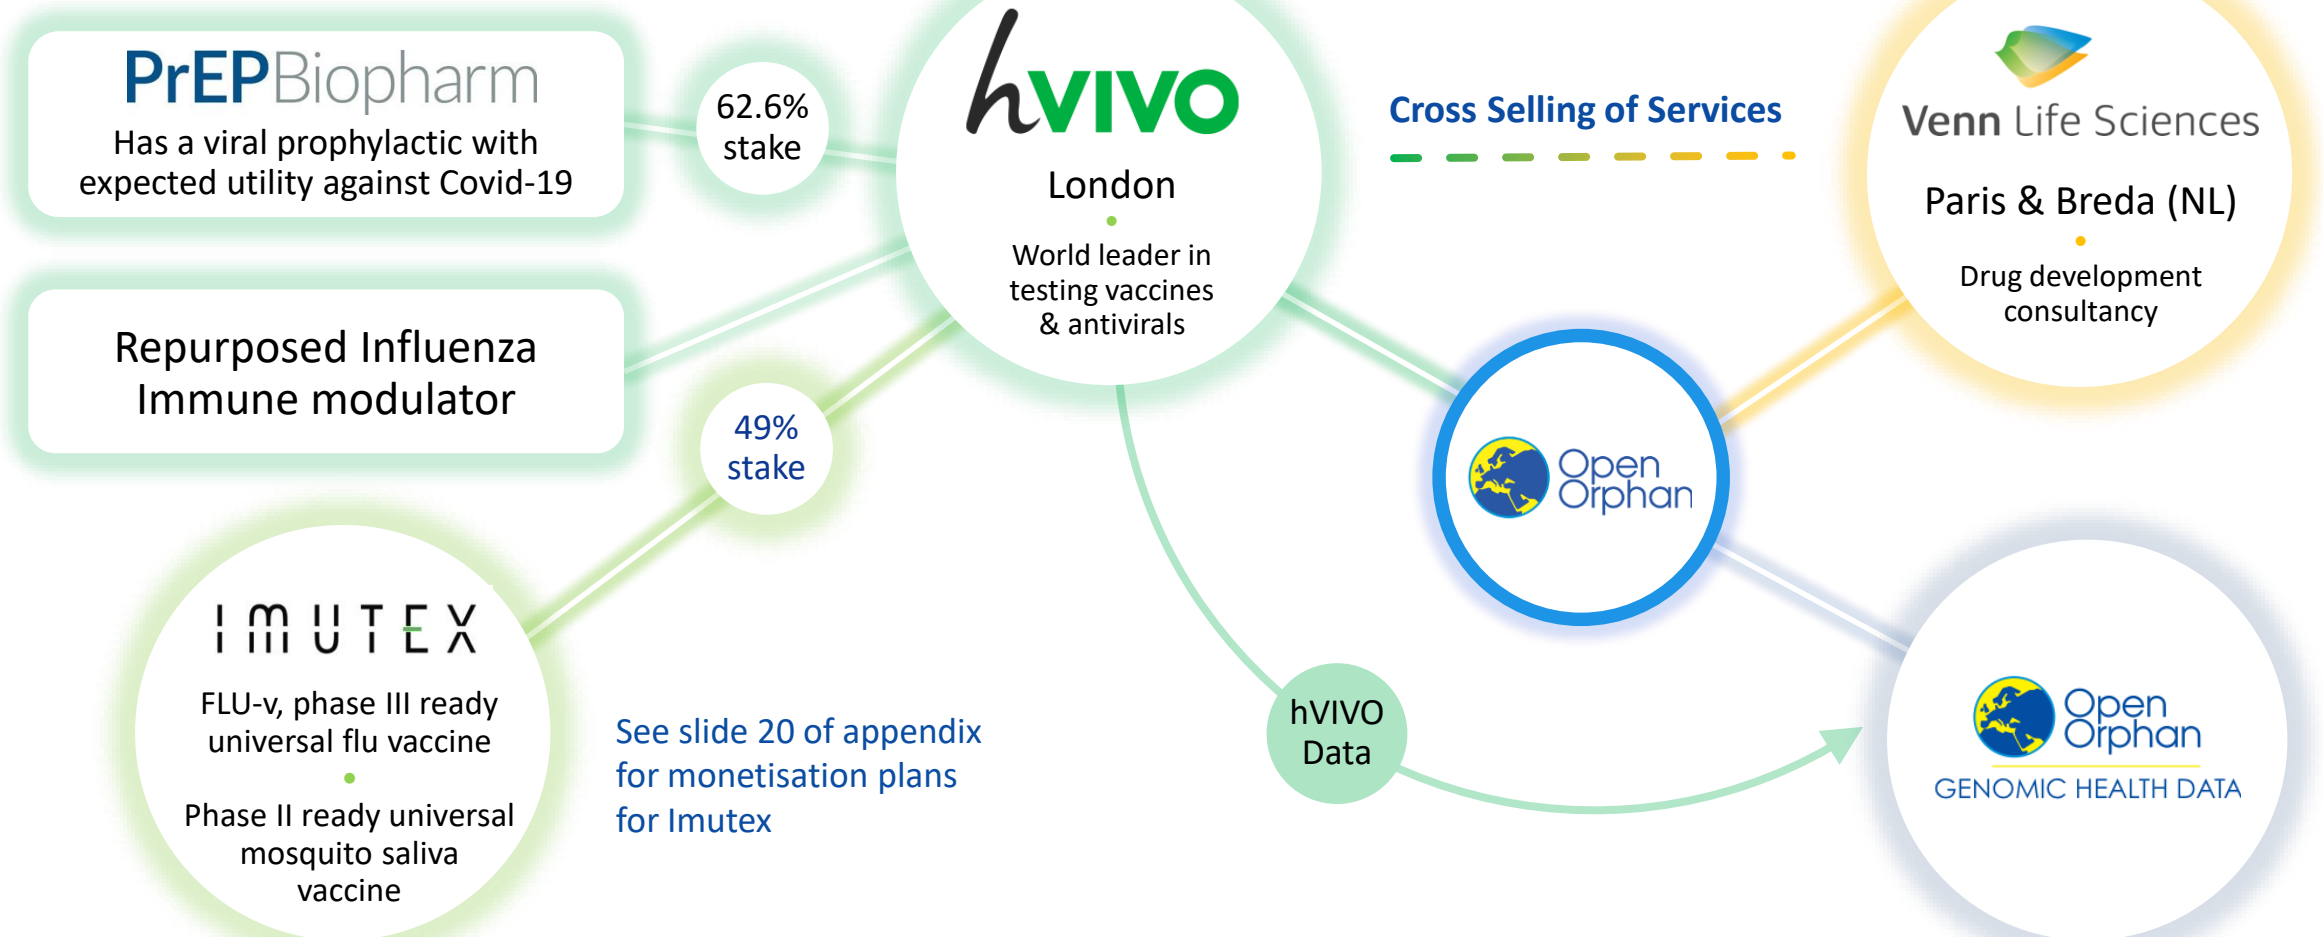 PrEPBiopharm
Has a viral prophylactic with
expected utility against Covid-19
62.6%
stake
hVIVO
London
World leader in
testing vaccines
& antivirals
Cross Selling of Services
Venn Life Sciences
Paris & Breda (NL)
Drug development
consultancy
Repurposed Influenza
Immune modulator
49%
stake
Open
Orphan
IMUTEX
FLU-v, phase III ready
universal flu vaccine
Phase II ready universal
mosquito saliva
vaccine
See slide 20 of appendix
for monetisation plans
for Imutex
hVIVO
Data
Open
Orphan
GENOMIC HEALTH DATA